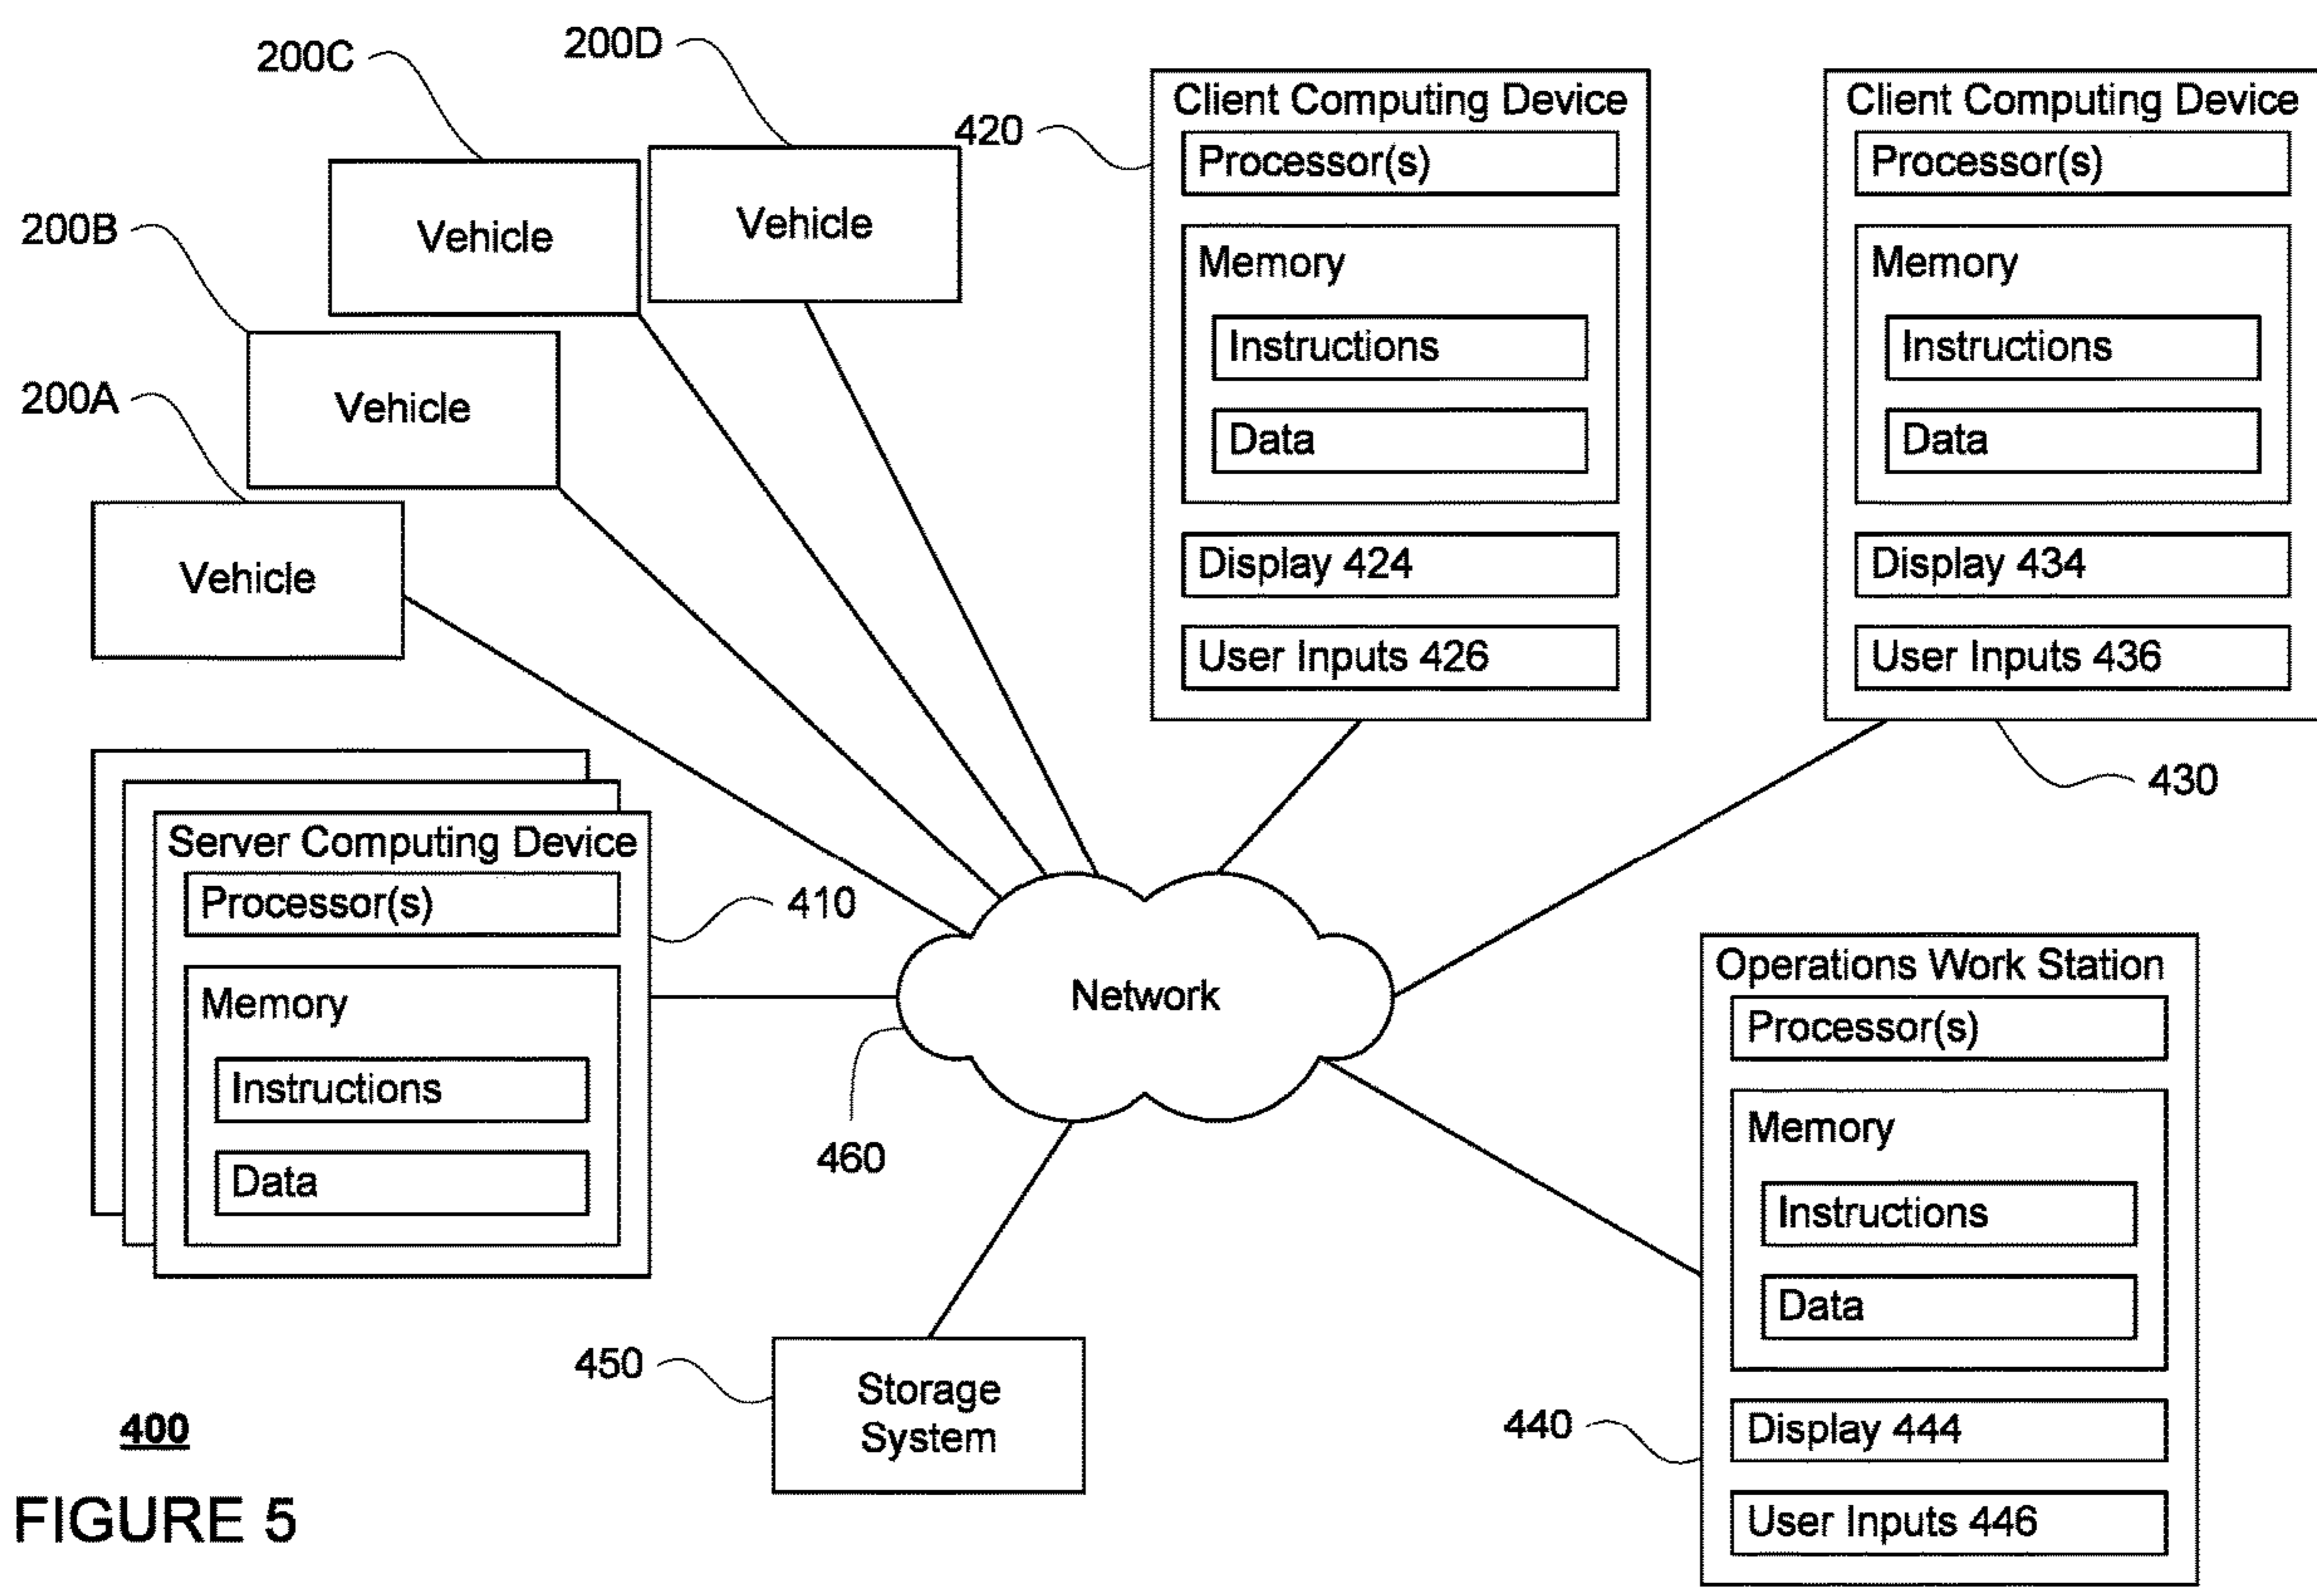 200C
200D
200B
200A
Vehicle
Vehicle
Vehicle
Vehicle
420
Client Computing Device
Processor(s)
Memory
Instructions
Data
Display 424
User Inputs 426
Client Computing Device
Processor(s)
Memory
Instructions
Data
Display 434
User Inputs 436
430
Server Computing Device
Processor(s)
Memory
Instructions
Data
410
Network
460
Operations Work Station
Processor(s)
Memory
Instructions
Data
Display 444
User Inputs 446
440
450
Storage
System
400
FIGURE 5